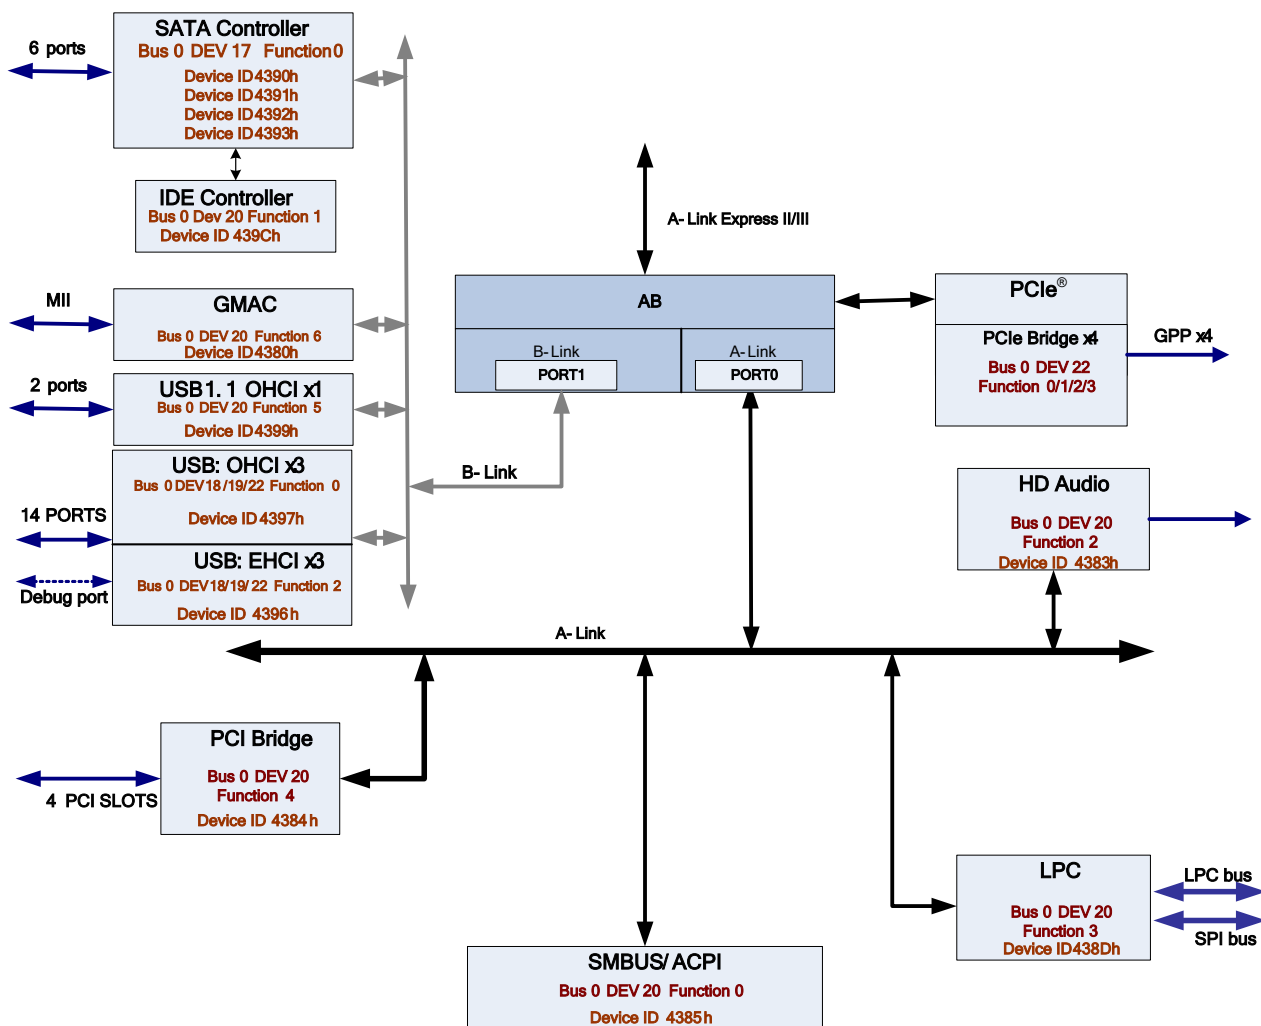 SATA Controller
Bus 0 DEV 17 Function 0
Device ID 4390h
Device ID 4391h
Device ID 4392h
Device ID 4393h
6 ports
IDE Controller
Bus 0 Dev 20 Function 1
Device ID 439Ch
A- Link Express II/III
MII
GMAC
Bus 0 DEV 20 Function 6
Device ID 4380h
AB
B- Link
PORT1
A- Link
PORT0
PCIe®
PCIe Bridge x4
Bus 0 DEV 22
Function 0/1/2/3
GPP x4
2 ports
USB1. 1 OHCI x1
Bus 0 DEV 20 Function 5
Device ID 4399h
USB: OHCI x3
Bus 0 DEV18 /19/22 Function 0
Device ID 4397h
14 PORTS
USB: EHCI x3
Bus 0 DEV18/19/ 22 Function 2
Device ID 4396 h
Debug port
B- Link
HD Audio
Bus 0 DEV 20
Function 2
Device ID 4383h
A- Link
PCI Bridge
Bus 0 DEV 20
Function 4
Device ID 4384 h
4 PCI SLOTS
LPC
Bus 0 DEV 20
Function 3
Device ID438Dh
LPC bus
SPI bus
SMBUS/ ACPI
Bus 0 DEV 20 Function 0
Device ID 4385h